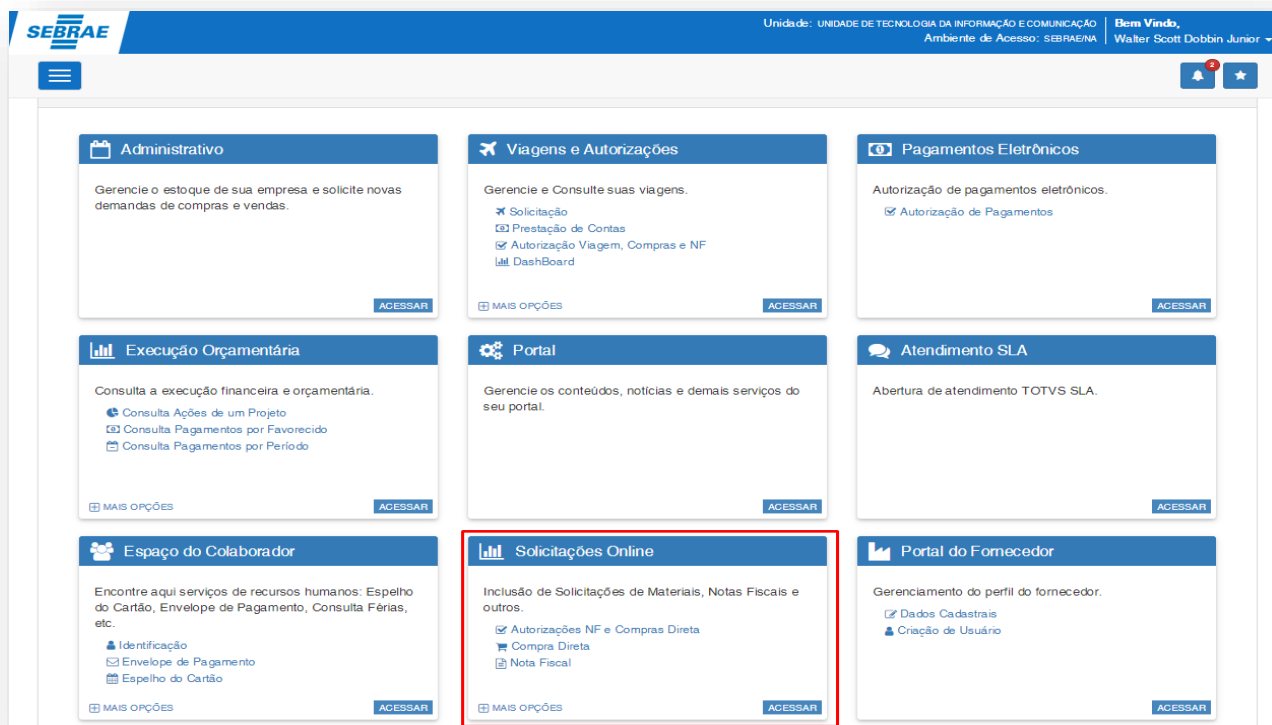 SEBRAE
Unidade: UNIDADE DE TECNOLOGIA DA INFORMAÇÃO E COMUNICAÇÃO
Ambiente de Acesso: SEBRAE/NA
Bem Vindo,
Walter Scott Dobbin Junior
2
Administrativo
Gerencie o estoque de sua empresa e solicite novas
demandas de compras e vendas.
ACESSAR
Viagens e Autorizações
Gerencie e Consulte suas viagens.
Solicitação
Prestação de Contas
Autorização Viagem, Compras e NF
DashBoard
MAIS OPÇÕES
ACESSAR
Pagamentos Eletrônicos
Autorização de pagamentos eletrônicos.
Autorização de Pagamentos
ACESSAR
Execução Orçamentária
Consulta a execução financeira e orçamentária.
Consulta Ações de um Projeto
Consulta Pagamentos por Favorecido
Consulta Pagamentos por Período
MAIS OPÇÕES
ACESSAR
Portal
Gerencie os conteúdos, notícias e demais serviços do
seu portal.
ACESSAR
Atendimento SLA
Abertura de atendimento TOTVS SLA.
ACESSAR
Espaço do Colaborador
Encontre aqui serviços de recursos humanos: Espelho
do Cartão, Envelope de Pagamento, Consulta Férias,
etc.
Identificação
Envelope de Pagamento
Espelho do Cartão
MAIS OPÇÕES
ACESSAR
Solicitações Online
Inclusão de Solicitações de Materiais, Notas Fiscais e
outros.
Autorizações NF e Compras Direta
Compra Direta
Nota Fiscal
MAIS OPÇÕES
ACESSAR
Portal do Fornecedor
Gerenciamento do perfil do fornecedor.
Dados Cadastrais
Criação de Usuário
ACESSAR